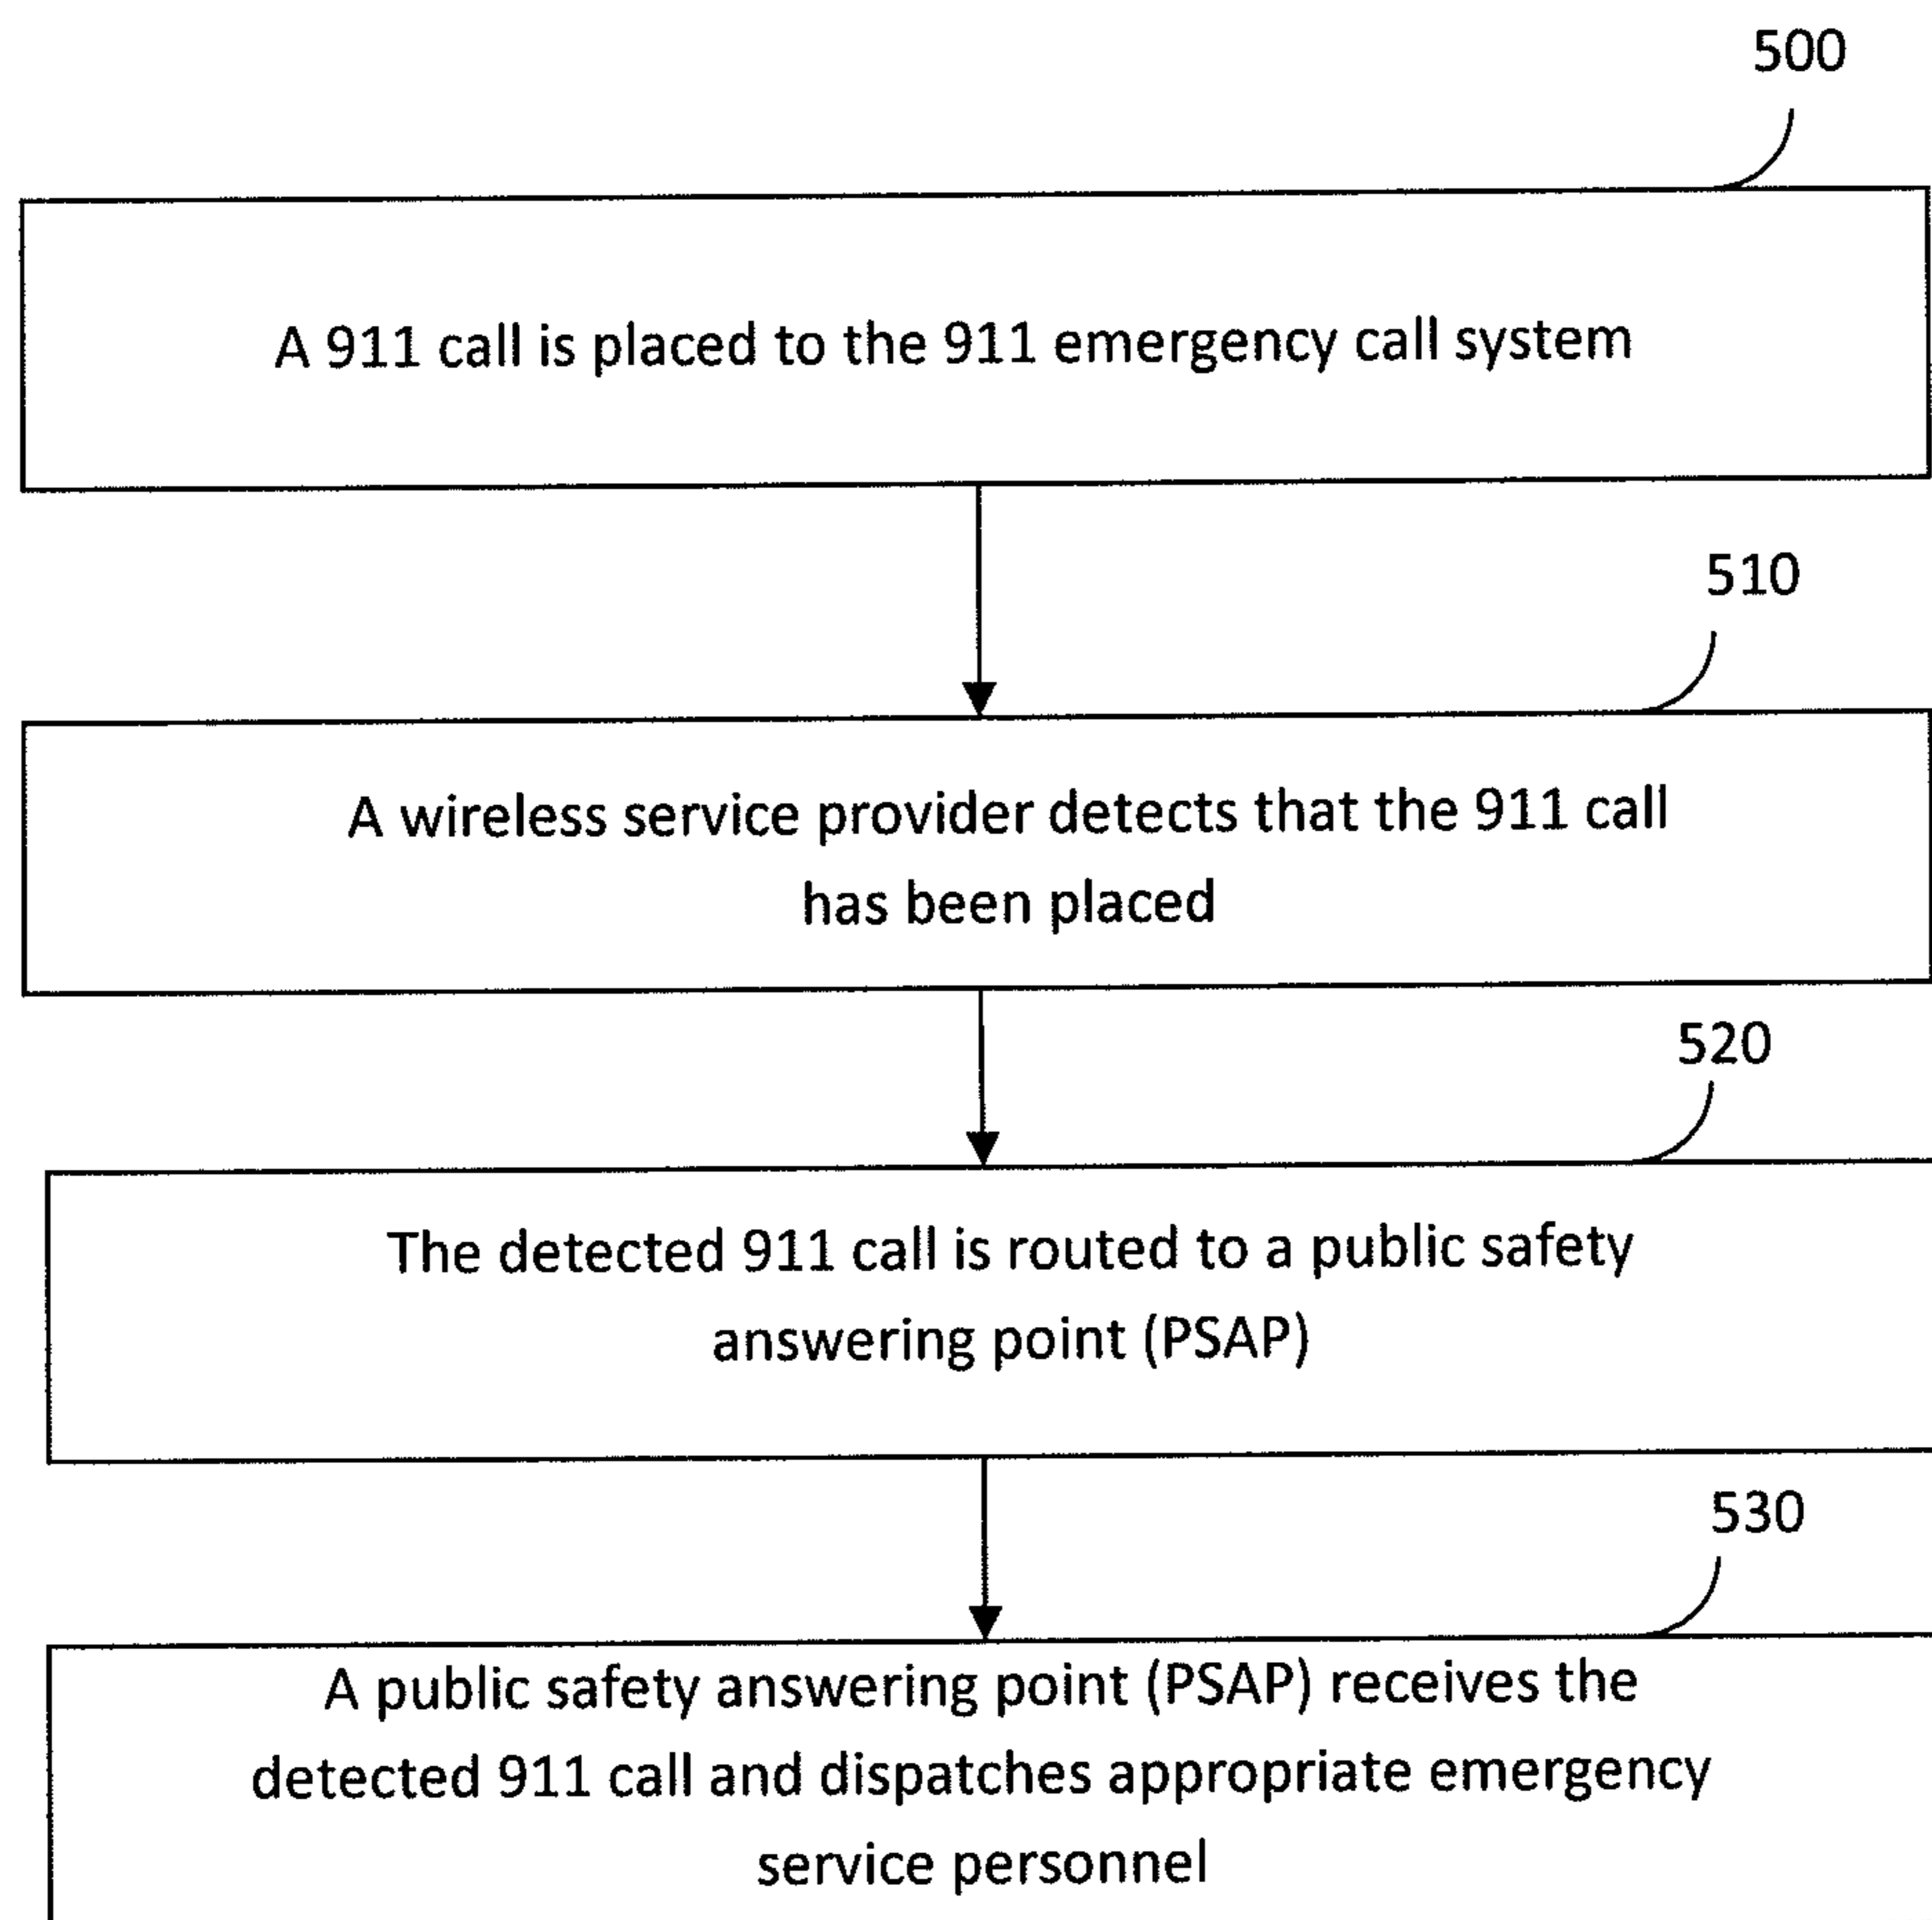 500
A 911 call is placed to the 911 emergency call system
510
A wireless service provider detects that the 911 call
has been placed
520
The detected 911 call is routed to a public safety
answering point (PSAP)
530
A public safety answering point (PSAP) receives the
detected 911 call and dispatches appropriate emergency
service personnel